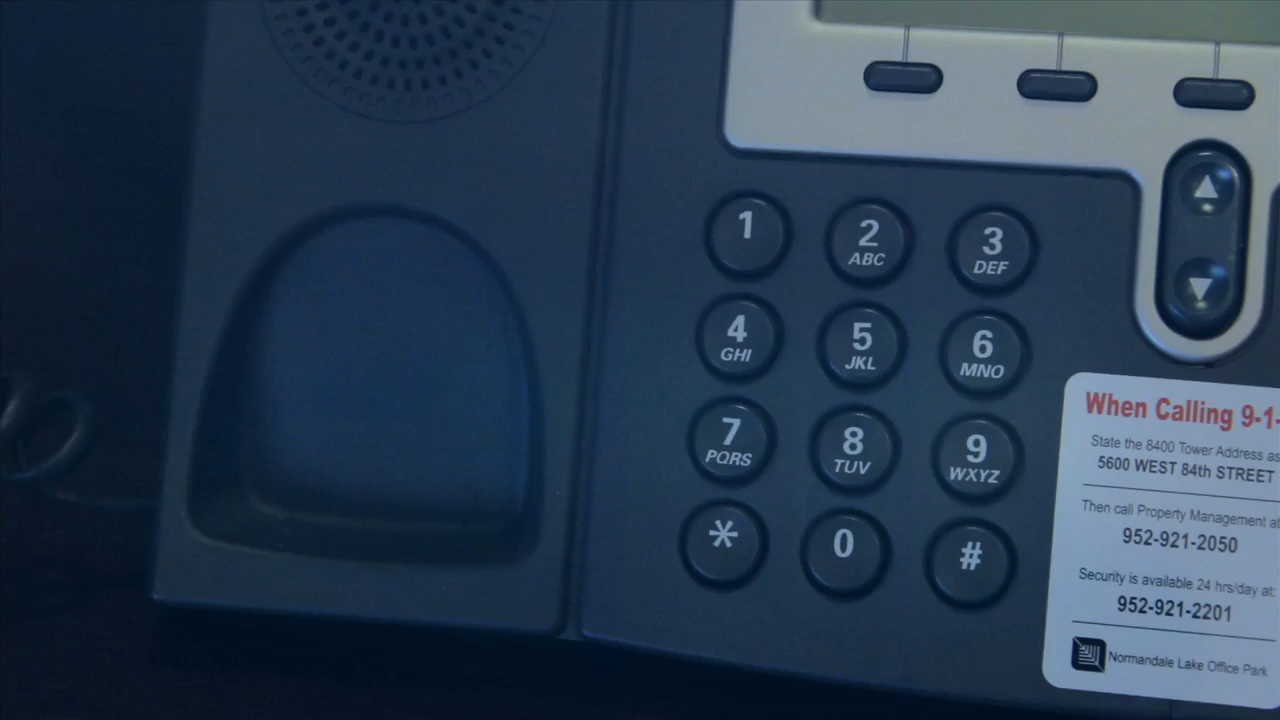 1
2
ABC
3
DEF
4
GHI
5
JKL
6
MNO
7
PQRS
8
TUV
9
WXYZ
*
0
#
When Calling 9-1-
State the 8400 Tower Address as
5600 WEST 84th STREET
Then call Property Management at
952-921-2050
Security is available 24 hrs/day at:
952-921-2201
Normandale Lake Office Park